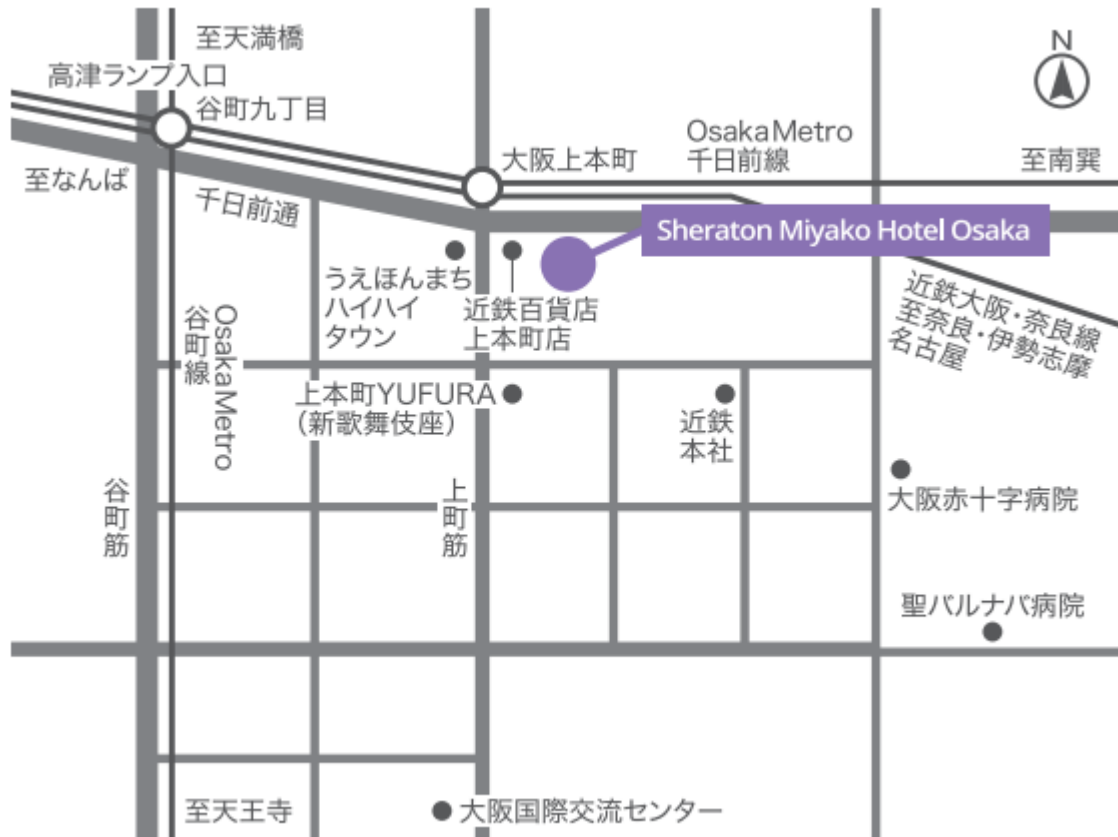 至天満橋
N
高津ランプ入口
谷町九丁目
Osaka Metro
千日前線
大阪上本町
至南巽
至なんば
千日前通
Sheraton Miyako Hotel Osaka
うえほんまち
ハイハイ
タウン
近鉄百貨店
上本町店
近鉄大阪・奈良線
至奈良・伊勢志摩
名古屋
Osaka Metro
谷町線
上本町YUFURA
（新歌舞伎座）
近鉄
本社
谷町筋
上町筋
大阪赤十字病院
聖バルナバ病院
至天王寺
大阪国際交流センター